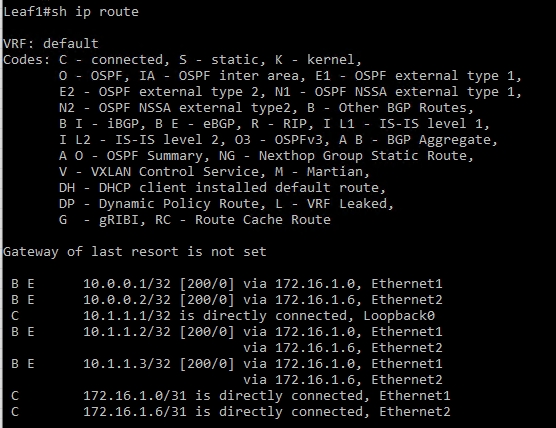 Leaf1#sh ip route

VRF: default
Codes: C - connected, S - static, K - kernel,
       O - OSPF, IA - OSPF inter area, E1 - OSPF external type 1,
       E2 - OSPF external type 2, N1 - OSPF NSSA external type 1,
       N2 - OSPF NSSA external type2, B - Other BGP Routes,
       B I - iBGP, B E - eBGP, R - RIP, I L1 - IS-IS level 1,
       I L2 - IS-IS level 2, O3 - OSPFv3, A B - BGP Aggregate,
       A O - OSPF Summary, NG - Nexthop Group Static Route,
       V - VXLAN Control Service, M - Martian,
       DH - DHCP client installed default route,
       DP - Dynamic Policy Route, L - VRF Leaked,
       G  - gRIBI, RC - Route Cache Route

Gateway of last resort is not set

 B E      10.0.0.1/32 [200/0] via 172.16.1.0, Ethernet1
 B E      10.0.0.2/32 [200/0] via 172.16.1.6, Ethernet2
 C        10.1.1.1/32 is directly connected, Loopback0
 B E      10.1.1.2/32 [200/0] via 172.16.1.0, Ethernet1
                              via 172.16.1.6, Ethernet2
 B E      10.1.1.3/32 [200/0] via 172.16.1.0, Ethernet1
                              via 172.16.1.6, Ethernet2
 C        172.16.1.0/31 is directly connected, Ethernet1
 C        172.16.1.6/31 is directly connected, Ethernet2